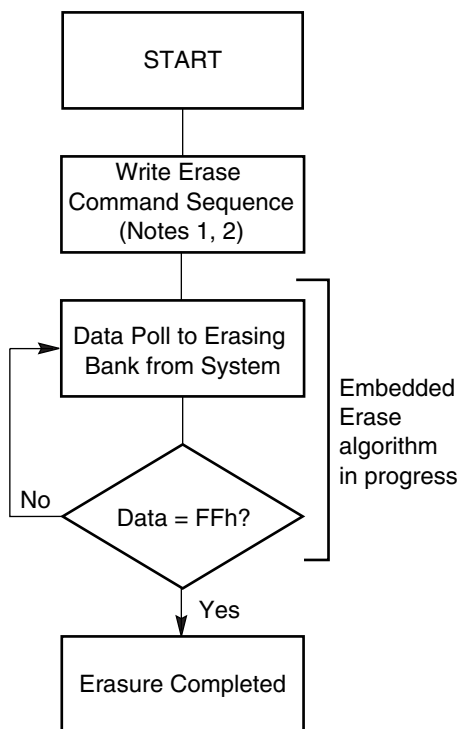 START
Write Erase
Command Sequence
(Notes 1, 2)
Data Poll to Erasing
Bank from System
Embedded
Erase
algorithm
in progress
No
Data = FFh?
Yes
Erasure Completed